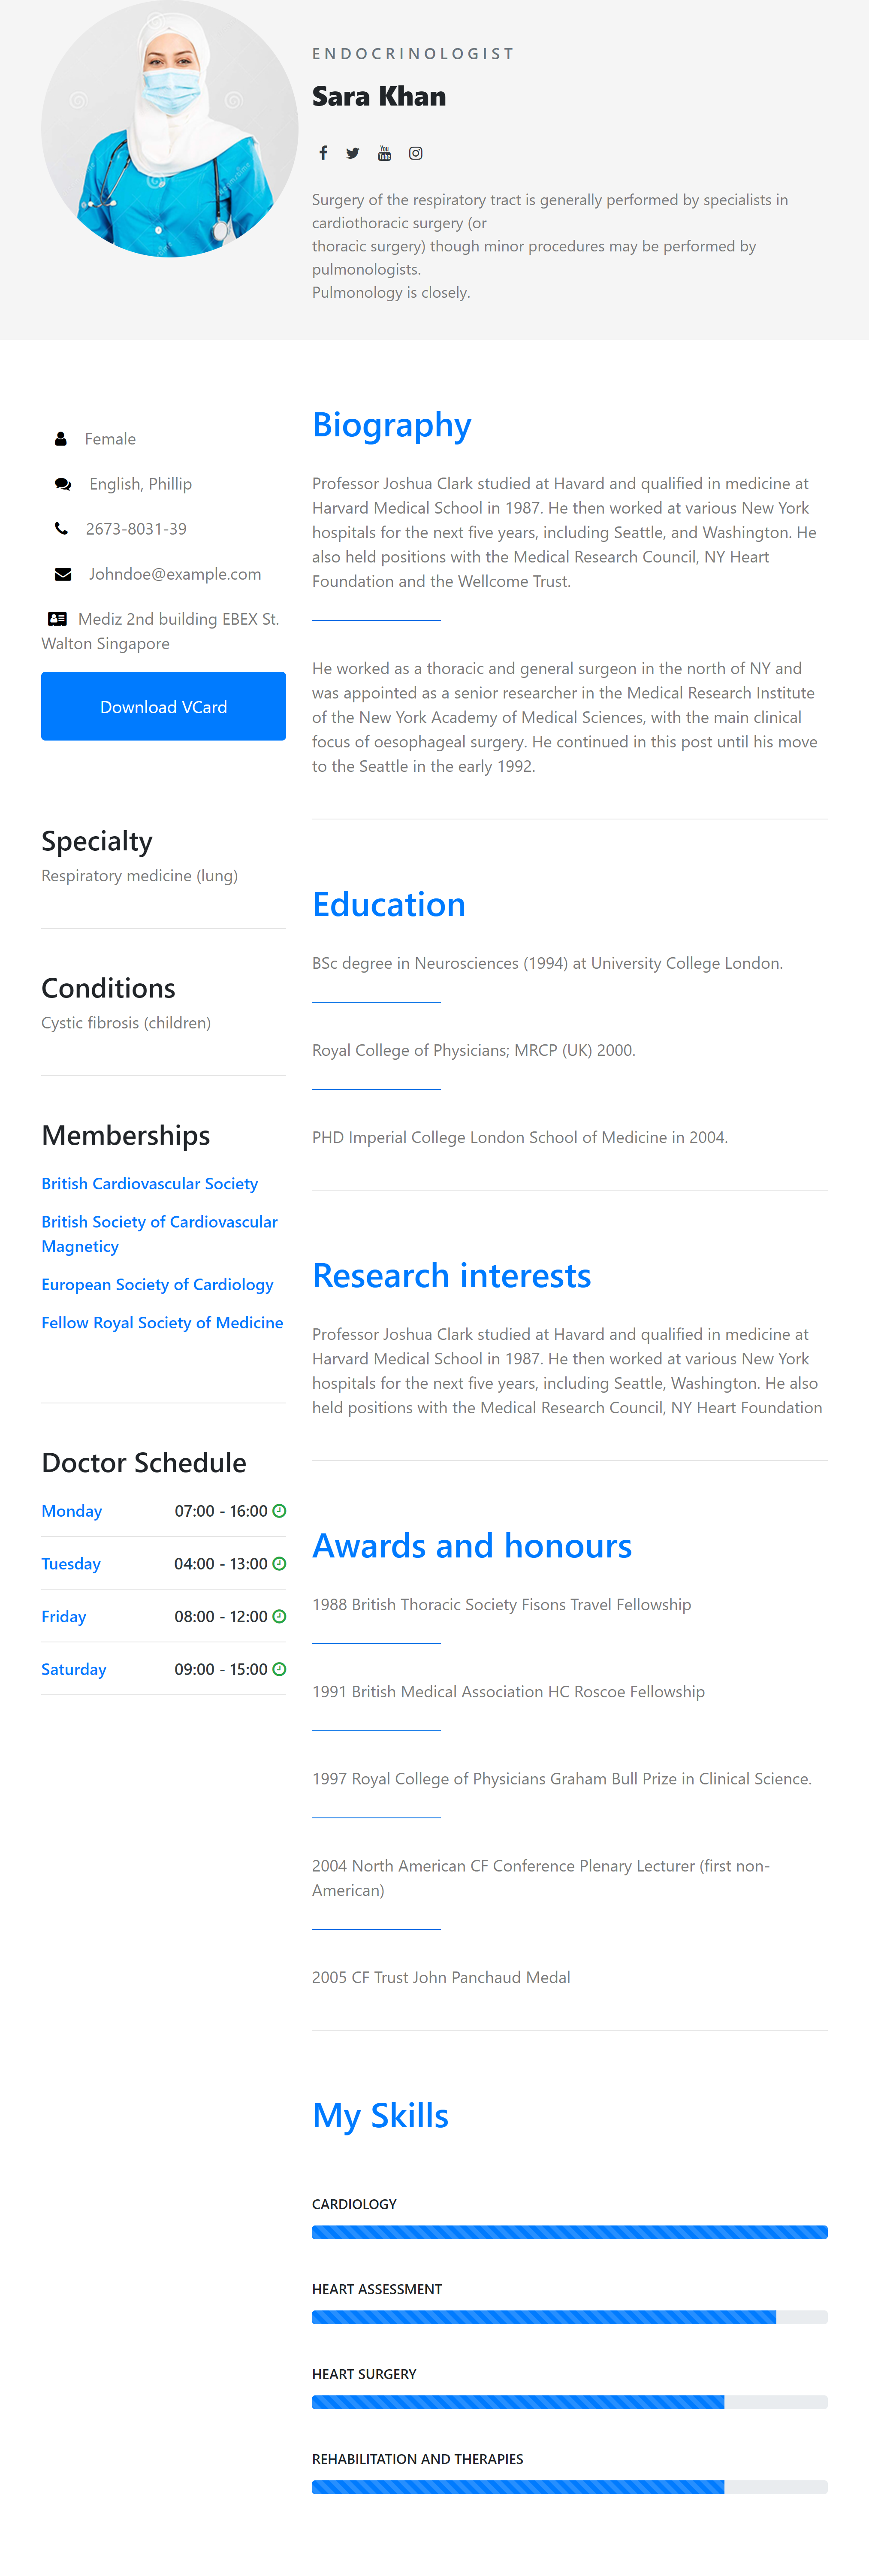 ENDOCRINOLOGIST
Sara Khan
Surgery of the respiratory tract is generally performed by specialists in
cardiothoracic surgery (or
thoracic surgery) though minor procedures may be performed by
pulmonologists.
Pulmonology is closely.
Female
English, Phillip
2673-8031-39
Johndoe@example.com
Mediz 2nd building EBEX St.
Walton Singapore
Download VCard
Specialty
Respiratory medicine (lung)
Conditions
Cystic fibrosis (children)
Memberships
British Cardiovascular Society
British Society of Cardiovascular
Magneticy
European Society of Cardiology
Fellow Royal Society of Medicine
Doctor Schedule
Monday 07:00 - 16:00
Tuesday 04:00 - 13:00
Friday 08:00 - 12:00
Saturday 09:00 - 15:00
Biography
Professor Joshua Clark studied at Havard and qualified in medicine at
Harvard Medical School in 1987. He then worked at various New York
hospitals for the next five years, including Seattle, and Washington. He
also held positions with the Medical Research Council, NY Heart
Foundation and the Wellcome Trust.
He worked as a thoracic and general surgeon in the north of NY and
was appointed as a senior researcher in the Medical Research Institute
of the New York Academy of Medical Sciences, with the main clinical
focus of oesophageal surgery. He continued in this post until his move
to the Seattle in the early 1992.
Education
BSc degree in Neurosciences (1994) at University College London.
Royal College of Physicians; MRCP (UK) 2000.
PHD Imperial College London School of Medicine in 2004.
Research interests
Professor Joshua Clark studied at Havard and qualified in medicine at
Harvard Medical School in 1987. He then worked at various New York
hospitals for the next five years, including Seattle, Washington. He also
held positions with the Medical Research Council, NY Heart Foundation
Awards and honours
1988 British Thoracic Society Fisons Travel Fellowship
1991 British Medical Association HC Roscoe Fellowship
1997 Royal College of Physicians Graham Bull Prize in Clinical Science.
2004 North American CF Conference Plenary Lecturer (first non-
American)
2005 CF Trust John Panchaud Medal
My Skills
CARDIOLOGY
HEART ASSESSMENT
HEART SURGERY
REHABILITATION AND THERAPIES